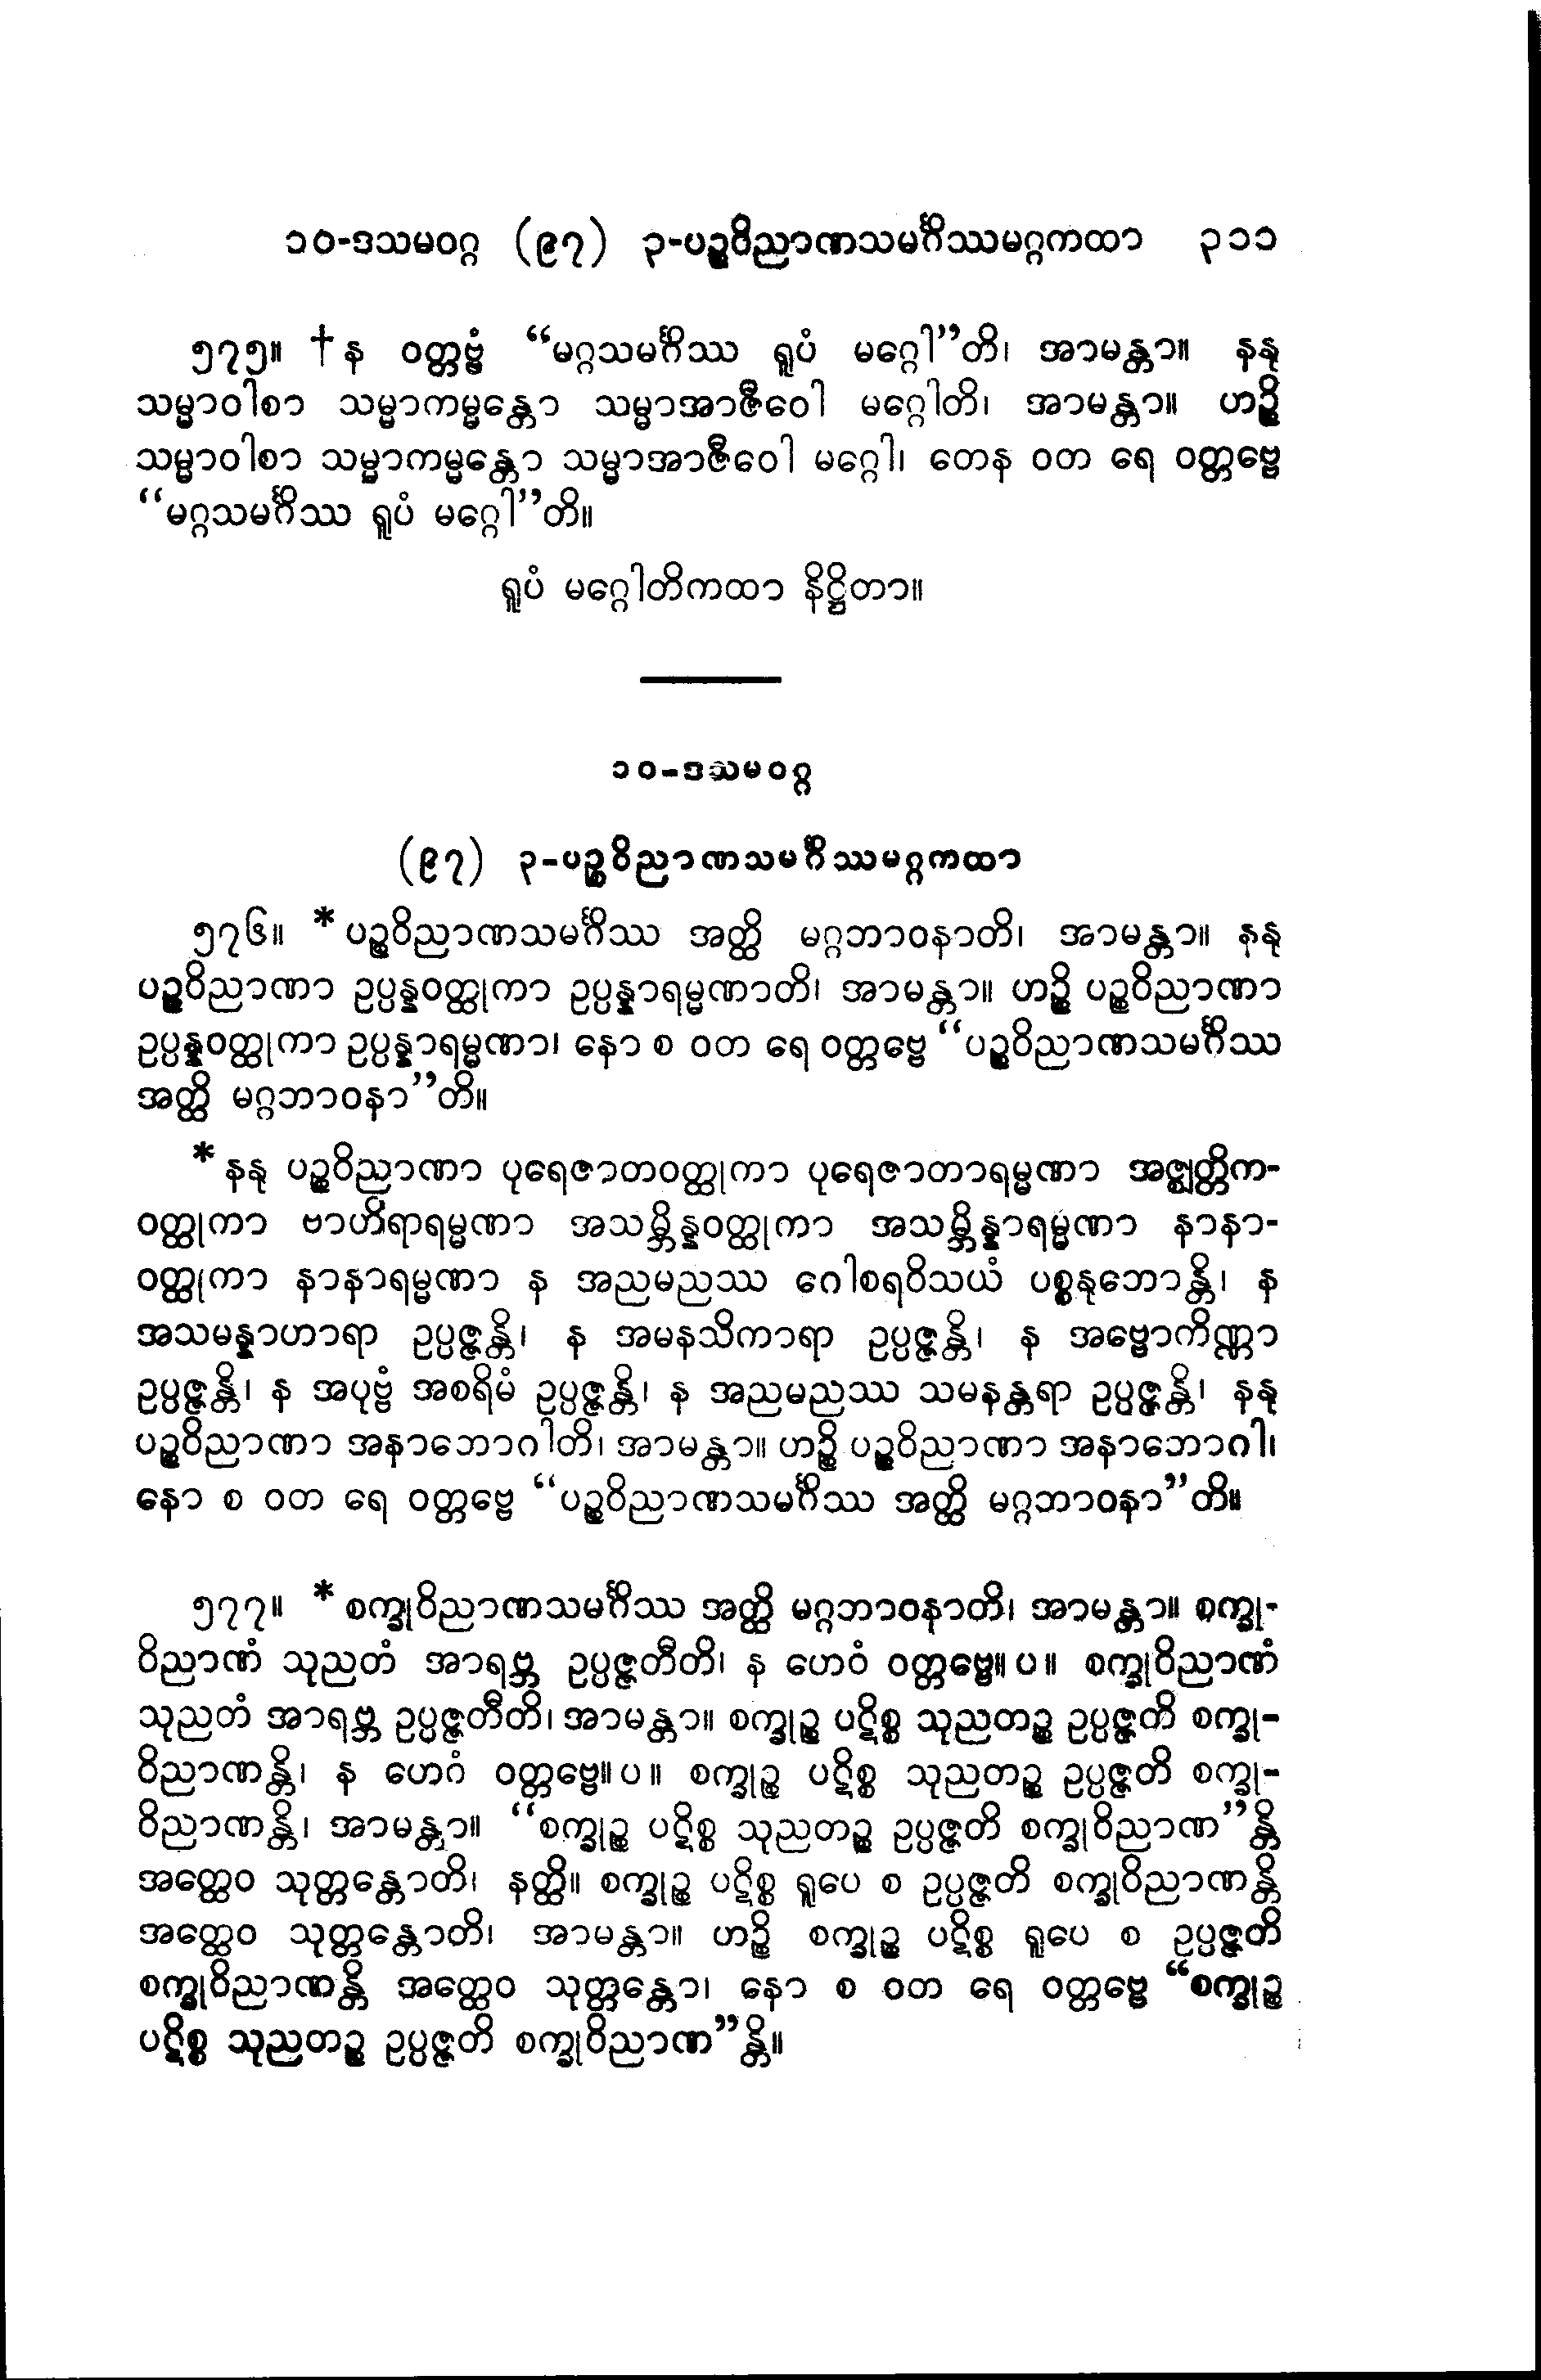 ၁၀-ဒသမဝဂ္ဂ (၉၇) ၃-ပဉ္စဝိညာဏသမင်္ဂိဿမဂ္ဂကထာ ၃၁၁
၅၇၅။ †န ဝတ္တဗ္ဗံ “မဂ္ဂသမင်္ဂိဿ ရူပံ မဂ္ဂေါ”တိ၊ အာမန္တာ။ နနု
သမ္မာဝါစာ သမ္မာကမ္မန္တော သမ္မာအာဇီဝေါ မဂ္ဂေါတိ၊ အာမန္တာ။ ဟဉ္စိ
သမ္မာဝါစာ သမ္မာကမ္မန္တော သမ္မာအာဇီဝေါ မဂ္ဂေါ၊ တေန ဝတ ရေ ဝတ္တဗ္ဗေ
“မဂ္ဂသမင်္ဂိဿ ရူပံ မဂ္ဂေါ”တိ။
ရူပံ မဂ္ဂေါတိကထာ နိဋ္ဌိတာ။
၁၀-ဒသမဝဂ္ဂ
(၉၇) ၃-ပဉ္စဝိညာဏသမင်္ဂိဿမဂ္ဂကထာ
၅၇၆။ *ပဉ္စဝိညာဏသမင်္ဂိဿ အတ္ထိ မဂ္ဂဘာဝနာတိ၊ အာမန္တာ။ နနု
ပဉ္စဝိညာဏာ ဥပ္ပန္နဝတ္ထုကာ ဥပ္ပန္နာရမ္မဏာတိ၊ အာမန္တာ။ ဟဉ္စိ ပဉ္စဝိညာဏာ
ဥပ္ပန္နဝတ္ထုကာ ဥပ္ပန္နာရမ္မဏာ၊ နော စ ဝတ ရေ ဝတ္တဗ္ဗေ “ပဉ္စဝိညာဏသမင်္ဂိဿ
အတ္ထိ မဂ္ဂဘာဝနာ”တိ။
*နနု ပဉ္စဝိညာဏာ ပုရေဇာတဝတ္ထုကာ ပုရေဇာတာရမ္မဏာ အဇ္ဈတ္တိက-
ဝတ္ထုကာ ဗာဟိရာရမ္မဏာ အသမ္ဘိန္နဝတ္ထုကာ အသမ္ဘိန္နာရမ္မဏာ နာနာ-
ဝတ္ထုကာ နာနာရမ္မဏာ န အညမညဿ ဂေါစရဝိသယံ ပစ္စနုဘောန္တိ၊ န
အသမန္နာဟာရာ ဥပ္ပဇ္ဇန္တိ၊ န အမနသိကာရာ ဥပ္ပဇ္ဇန္တိ၊ န အဗ္ဗောကိဏ္ဏာ
ဥပ္ပဇ္ဇန္တိ၊ န အပုဗ္ဗံ အစရိမံ ဥပ္ပဇ္ဇန္တိ၊ န အညမညဿ သမနန္တရာ ဥပ္ပဇ္ဇန္တိ၊ နနု
ပဉ္စဝိညာဏာ အနာဘောဂါတိ၊ အာမန္တာ။ ဟဉ္စိ ပဉ္စဝိညာဏာ အနာဘောဂါ၊
နော စ ဝတ ရေ ဝတ္တဗ္ဗေ “ပဉ္စဝိညာဏသမင်္ဂိဿ အတ္ထိ မဂ္ဂဘာဝနာ”တိ။
၅၇၇။ *စက္ခုဝိညာဏသမင်္ဂိဿ အတ္ထိ မဂ္ဂဘာဝနာတိ၊ အာမန္တာ။ စက္ခု-
ဝိညာဏံ သုညတံ အာရဗ္ဘ ဥပ္ပဇ္ဇတီတိ၊ န ဟေဝံ ဝတ္တဗ္ဗေ။ပ။ စက္ခုဝိညာဏံ
သုညတံ အာရဗ္ဘ ဥပ္ပဇ္ဇတီတိ၊ အာမန္တာ။ စက္ခုဉ္စ ပဋိစ္စ သုညတဉ္စ ဥပ္ပဇ္ဇတိ စက္ခု-
ဝိညာဏန္တိ၊ န ဟေဂံ ဝတ္တဗ္ဗေ။ပ။ စက္ခုဉ္စ ပဋိစ္စ သုညတဉ္စ ဥပ္ပဇ္ဇတိ စက္ခု-
ဝိညာဏန္တိ၊ အာမန္တာ။ “စက္ခုဉ္စ ပဋိစ္စ သုညတဉ္စ ဥပ္ပဇ္ဇတိ စက္ခုဝိညာဏ”န္တိ
အတ္ထေဝ သုတ္တန္တောတိ၊ နတ္ထိ။ စက္ခုဉ္စ ပဋိစ္စ ရူပေ စ ဥပ္ပဇ္ဇတိ စက္ခုဝိညာဏန္တိ
အတ္ထေဝ သုတ္တန္တောတိ၊ အာမန္တာ။ ဟဉ္စိ စက္ခုဉ္စ ပဋိစ္စ ရူပေ စ ဥပ္ပဇ္ဇတိ
စက္ခုဝိညာဏန္တိ အတ္ထေဝ သုတ္တန္တော၊ နော စ ဝတ ရေ ဝတ္တဗ္ဗေ “စက္ခုဉ္စ
ပဋိစ္စ သုညတဉ္စ ဥပ္ပဇ္ဇတိ စက္ခုဝိညာဏ”န္တိ။